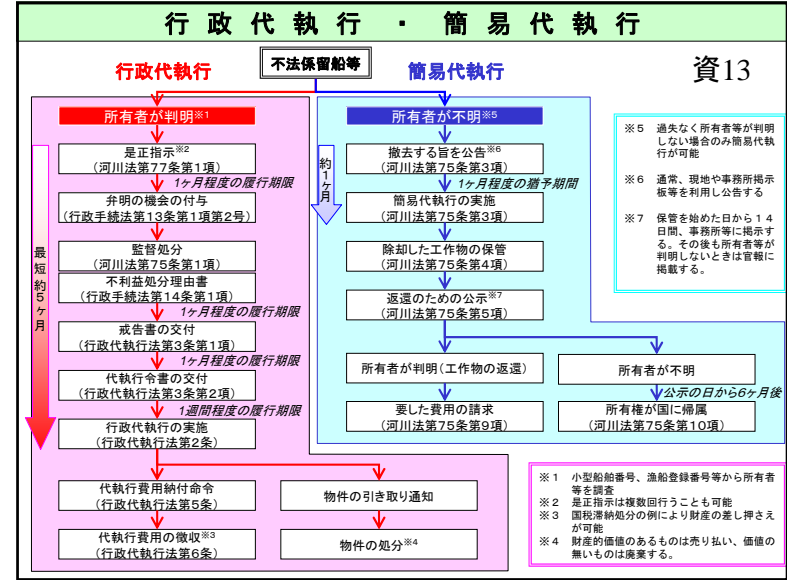 行政代執行・簡易代執行
不法係留船等
資13
行政代執行
所有者が判明※1
是正指示※2
(河川法第77条第1項)
1ヶ月程度の履行期限
弁明の機会の付与
(行政手続法第13条第1項第2号)
監督処分
(河川法第75条第1項)
不利益処分理由書
(行政手続法第14条第1項)
1ヶ月程度の履行期限
戒告書の交付
(行政代執行法第3条第1項)
1ヶ月程度の履行期限
代執行令書の交付
(行政代執行法第3条第2項)
1週間程度の履行期限
行政代執行の実施
(行政代執行法第2条)
代執行費用納付命令
(行政代執行法第5条)
代執行費用の徴収※3
(行政代執行法第6条)
物件の引き取り通知
物件の処分※4
最短約5ヶ月
簡易代執行
所有者が不明※5
約1ヶ月
撤去する旨を公告※6
(河川法第75条第3項)
1ヶ月程度の猶予期間
簡易代執行の実施
(河川法第75条第3項)
除却した工作物の保管
(河川法第75条第4項)
返還のための公示※7
(河川法第75条第5項)
所有者が判明(工作物の返還)
要した費用の請求
(河川法第75条第9項)
所有者が不明
公示の日から6ヶ月後
所有権が国に帰属
(河川法第75条第10項)
※5 過失なく所有者等が判明
しない場合のみ簡易代執
行が可能
※6 通常、現地や事務所掲示
板等を利用し公告する
※7 保管を始めた日から14
日間、事務所等に掲示す
る。その後も所有者等が
判明しないときは官報に
掲載する。
※1 小型船舶番号、漁船登録番号等から所有者
等を調査
※2 是正指示は複数回行うことも可能
※3 国税滞納処分の例により財産の差し押さえ
が可能
※4 財産的価値のあるものは売り払い、価値の
無いものは廃棄する。